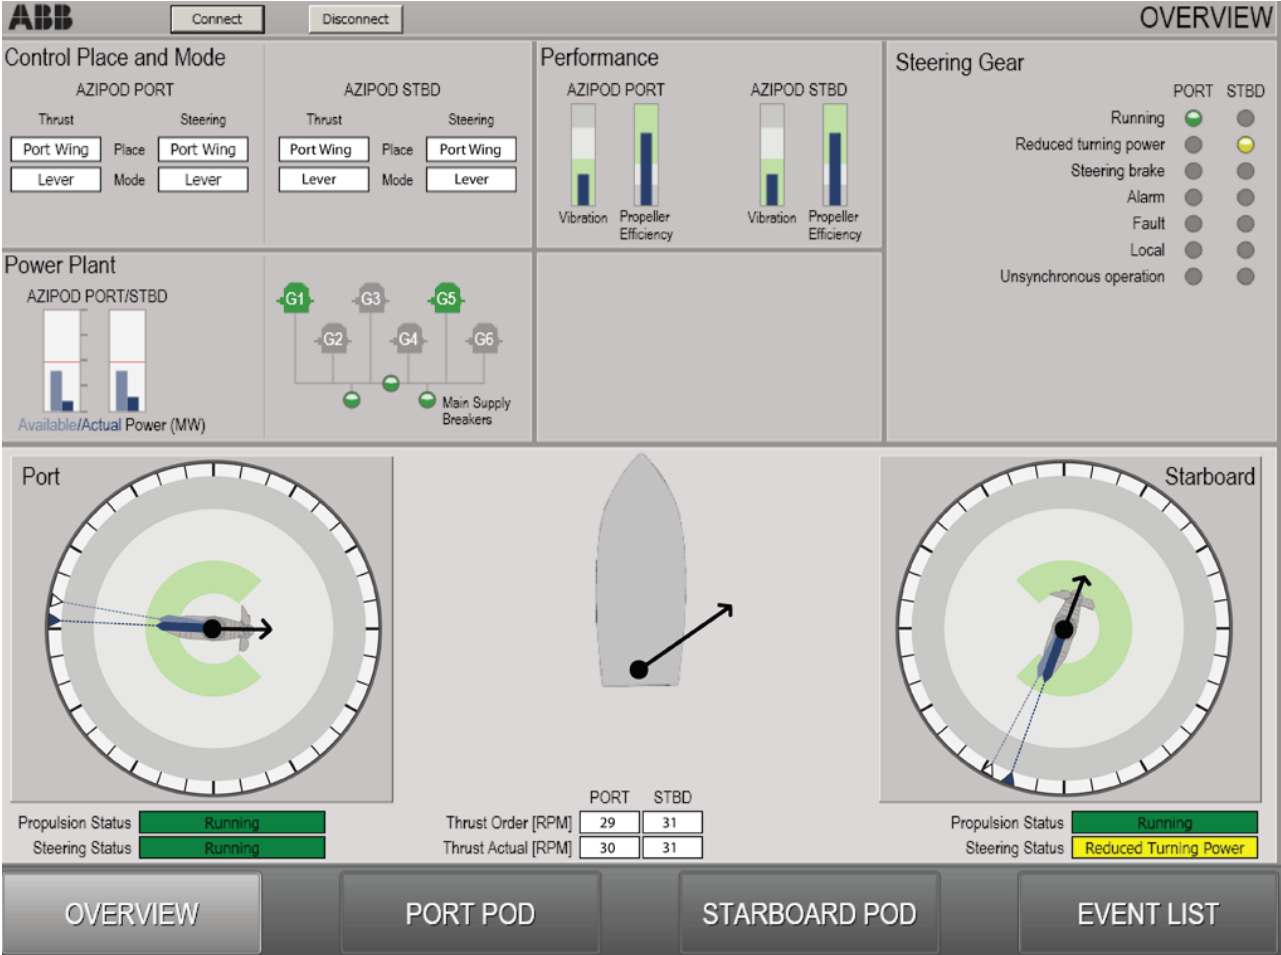 ABB
Connect
Disconnect
OVERVIEW
Control Place and Mode
AZIPOD PORT
AZIPOD STBD
Thrust
Steering
Thrust
Steering
Port Wing
Place
Port Wing
Port Wing
Place
Port Wing
Lever
Mode
Lever
Lever
Mode
Lever
Performance
AZIPOD PORT
AZIPOD STBD
Vibration
Propeller
Efficiency
Vibration
Propeller
Efficiency
Steering Gear
PORT STBD
Running
Reduced turning power
Steering brake
Alarm
Fault
Local
Unsynchronous operation
Power Plant
AZIPOD PORT/STBD
Available/Actual Power (MW)
G1
G3
G5
G2
G4
G6
Main Supply
Breakers
Port
Starboard
Propulsion Status Running
Steering Status Running
PORT STBD
Thrust Order [RPM] 29 31
Thrust Actual [RPM] 30 31
Propulsion Status Running
Steering Status Reduced Turning Power
OVERVIEW
PORT POD
STARBOARD POD
EVENT LIST